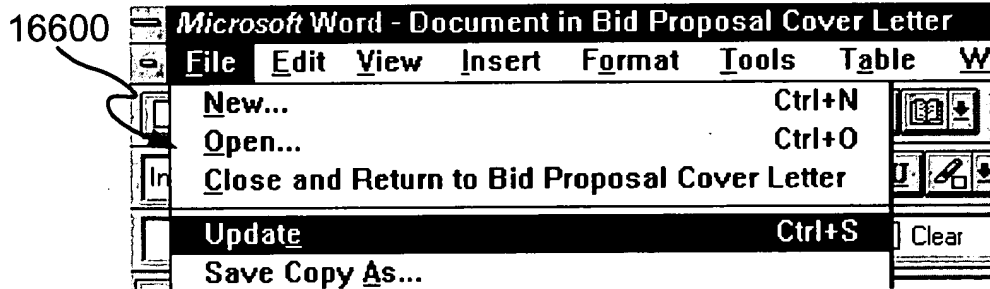 16600
Microsoft Word - Document in Bid Proposal Cover Letter
File Edit View Insert Format Tools Table W
New... Ctrl+N
Open... Ctrl+O
In
Close and Return to Bid Proposal Cover Letter U
Update Ctrl+S Clear
Save Copy As...